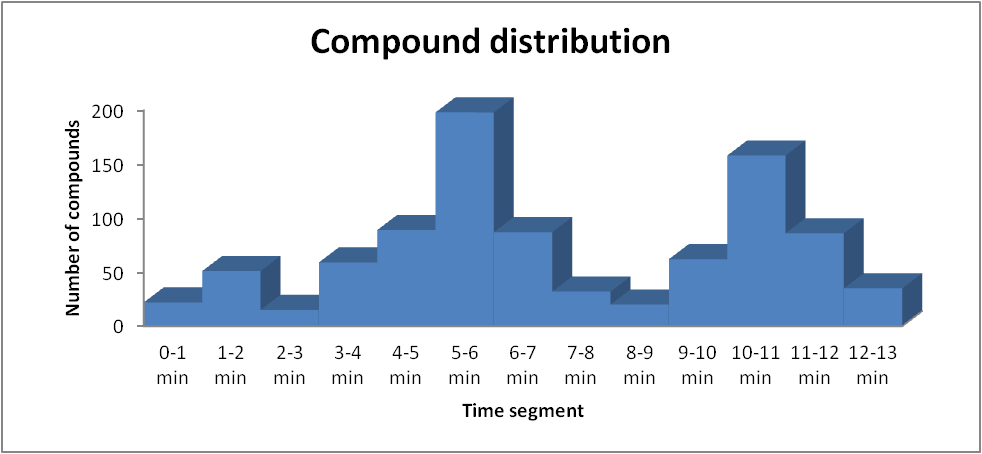 Compound distribution
Number of compounds
200
150
100
50
0
0-1 1-2 2-3 3-4 4-5 5-6 6-7 7-8 8-9 9-10 10-11 11-12 12-13
min min min min min min min min min min min min min
Time segment